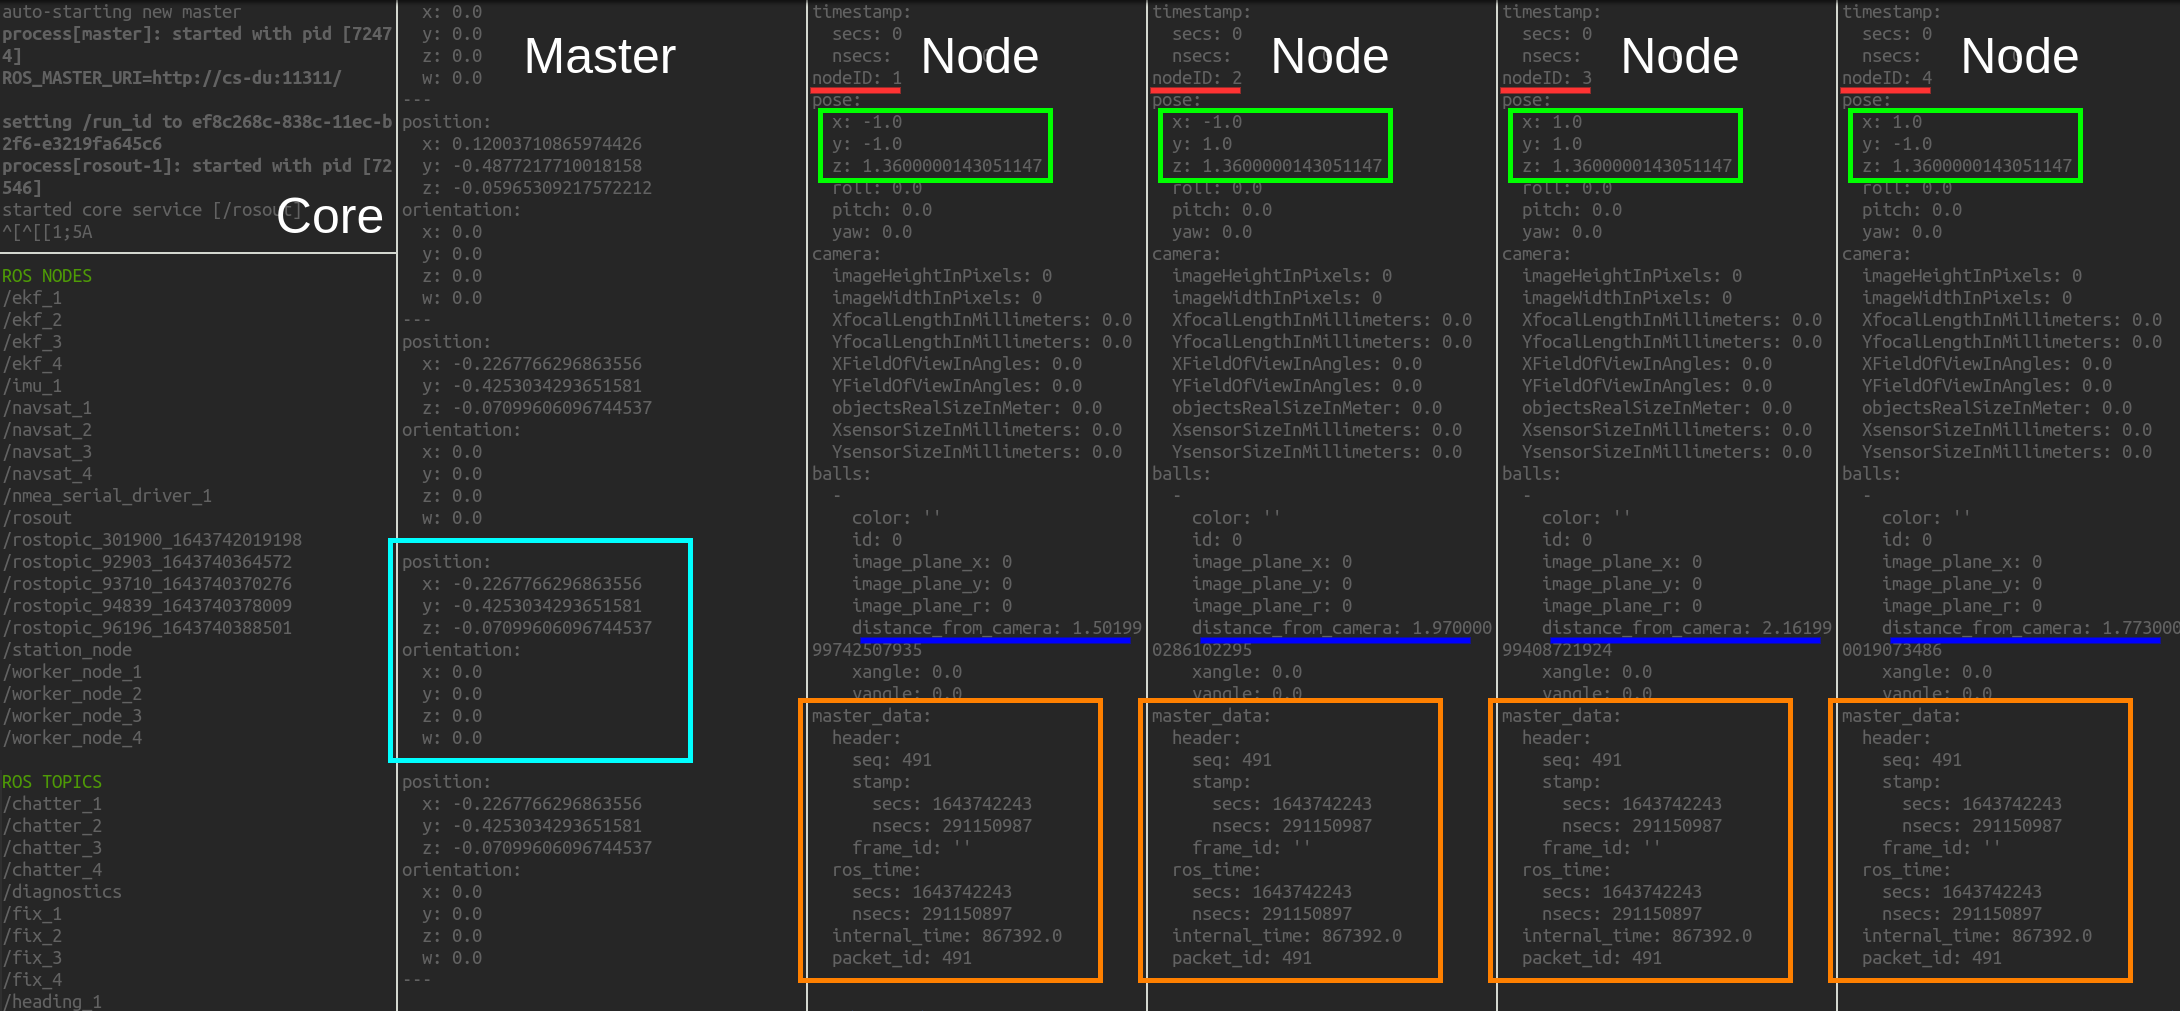 auto-starting new master
process[master]: started with pid [7247
4]
ROS_MASTER_URI=http://cs-du:11311/
setting /run_id to ef8c268c-838c-11ec-b
2f6-e3219fa645c6
process[rosout-1]: started with pid [72
546]
started core service [/rosout]
^[^[[1;5A
Core
ROS NODES
/ekf_1
/ekf_2
/ekf_3
/ekf_4
/imu_1
/navsat_1
/navsat_2
/navsat_3
/navsat_4
/nmea_serial_driver_1
/rosout
/rostopic_301900_1643742019198
/rostopic_92903_1643740364572
/rostopic_93710_1643740370276
/rostopic_94839_1643740378009
/rostopic_96196_1643740388501
/station_node
/worker_node_1
/worker_node_2
/worker_node_3
/worker_node_4
ROS TOPICS
/chatter_1
/chatter_2
/chatter_3
/chatter_4
/diagnostics
/fix_1
/fix_2
/fix_3
/fix_4
/heading_1
Master
x: 0.0
y: 0.0
z: 0.0
w: 0.0
---
position:
x: 0.12003710865974426
y: -0.4877217710018158
z: -0.05965309217572212
orientation:
x: 0.0
y: 0.0
z: 0.0
w: 0.0
---
position:
x: -0.2267766296863556
y: -0.4253034293651581
z: -0.07099606096744537
orientation:
x: 0.0
y: 0.0
z: 0.0
w: 0.0
position:
x: -0.2267766296863556
y: -0.4253034293651581
z: -0.07099606096744537
orientation:
x: 0.0
y: 0.0
z: 0.0
w: 0.0
position:
x: -0.2267766296863556
y: -0.4253034293651581
z: -0.07099606096744537
orientation:
x: 0.0
y: 0.0
z: 0.0
w: 0.0
---
Node
timestamp:
secs: 0
nsecs: 0
nodeID: 1
pose:
x: -1.0
y: -1.0
z: 1.3600000143051147
roll: 0.0
pitch: 0.0
yaw: 0.0
camera:
imageHeightInPixels: 0
imageWidthInPixels: 0
XfocalLengthInMillimeters: 0.0
YfocalLengthInMillimeters: 0.0
XFieldOfViewInAngles: 0.0
YFieldOfViewInAngles: 0.0
objectsRealSizeInMeter: 0.0
XsensorSizeInMillimeters: 0.0
YsensorSizeInMillimeters: 0.0
balls:
-
color: ''
id: 0
image_plane_x: 0
image_plane_y: 0
image_plane_r: 0
distance_from_camera: 1.50199
99742507935
xangle: 0.0
yangle: 0.0
master_data:
header:
seq: 491
stamp:
secs: 1643742243
nsecs: 291150987
frame_id: ''
ros_time:
secs: 1643742243
nsecs: 291150897
internal_time: 867392.0
packet_id: 491
Node
timestamp:
secs: 0
nsecs: 0
nodeID: 2
pose:
x: -1.0
y: 1.0
z: 1.3600000143051147
roll: 0.0
pitch: 0.0
yaw: 0.0
camera:
imageHeightInPixels: 0
imageWidthInPixels: 0
XfocalLengthInMillimeters: 0.0
YfocalLengthInMillimeters: 0.0
XFieldOfViewInAngles: 0.0
YFieldOfViewInAngles: 0.0
objectsRealSizeInMeter: 0.0
XsensorSizeInMillimeters: 0.0
YsensorSizeInMillimeters: 0.0
balls:
-
color: ''
id: 0
image_plane_x: 0
image_plane_y: 0
image_plane_r: 0
distance_from_camera: 1.970000
0286102295
xangle: 0.0
yangle: 0.0
master_data:
header:
seq: 491
stamp:
secs: 1643742243
nsecs: 291150987
frame_id: ''
ros_time:
secs: 1643742243
nsecs: 291150897
internal_time: 867392.0
packet_id: 491
Node
timestamp:
secs: 0
nsecs: 0
nodeID: 3
pose:
x: 1.0
y: 1.0
z: 1.3600000143051147
roll: 0.0
pitch: 0.0
yaw: 0.0
camera:
imageHeightInPixels: 0
imageWidthInPixels: 0
XfocalLengthInMillimeters: 0.0
YfocalLengthInMillimeters: 0.0
XFieldOfViewInAngles: 0.0
YFieldOfViewInAngles: 0.0
objectsRealSizeInMeter: 0.0
XsensorSizeInMillimeters: 0.0
YsensorSizeInMillimeters: 0.0
balls:
-
color: ''
id: 0
image_plane_x: 0
image_plane_y: 0
image_plane_r: 0
distance_from_camera: 2.16199
99408721924
xangle: 0.0
yangle: 0.0
master_data:
header:
seq: 491
stamp:
secs: 1643742243
nsecs: 291150987
frame_id: ''
ros_time:
secs: 1643742243
nsecs: 291150897
internal_time: 867392.0
packet_id: 491
Node
timestamp:
secs: 0
nsecs: 0
nodeID: 4
pose:
x: 1.0
y: -1.0
z: 1.3600000143051147
roll: 0.0
pitch: 0.0
yaw: 0.0
camera:
imageHeightInPixels: 0
imageWidthInPixels: 0
XfocalLengthInMillimeters: 0.0
YfocalLengthInMillimeters: 0.0
XFieldOfViewInAngles: 0.0
YFieldOfViewInAngles: 0.0
objectsRealSizeInMeter: 0.0
XsensorSizeInMillimeters: 0.0
YsensorSizeInMillimeters: 0.0
balls:
-
color: ''
id: 0
image_plane_x: 0
image_plane_y: 0
image_plane_r: 0
distance_from_camera: 1.773000
0019073486
xangle: 0.0
yangle: 0.0
master_data:
header:
seq: 491
stamp:
secs: 1643742243
nsecs: 291150987
frame_id: ''
ros_time:
secs: 1643742243
nsecs: 291150897
internal_time: 867392.0
packet_id: 491